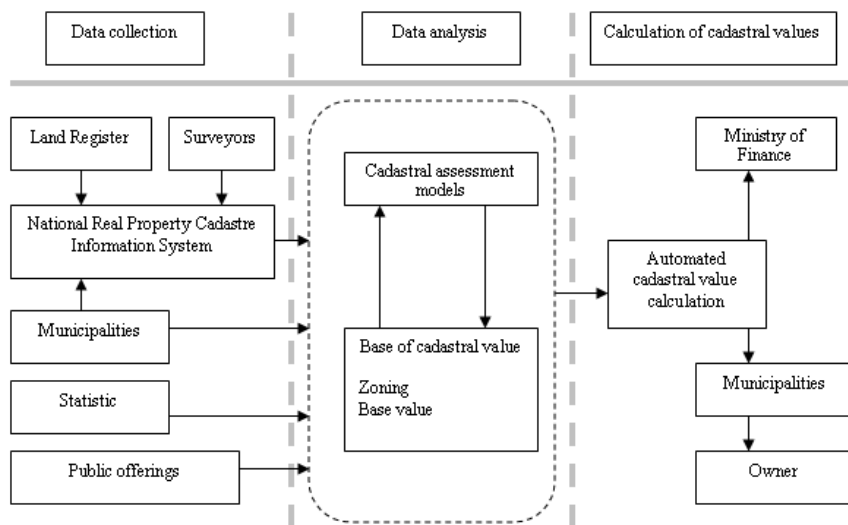 Data collection
Data analysis
Calculation of cadastral values
Land Register
Surveyors
National Real Property Cadastre
Information System
Municipalities
Statistic
Public offerings
Cadastral assessment
models
Base of cadastral value
Zoning
Base value
Ministry of
Finance
Automated
cadastral value
calculation
Municipalities
Owner